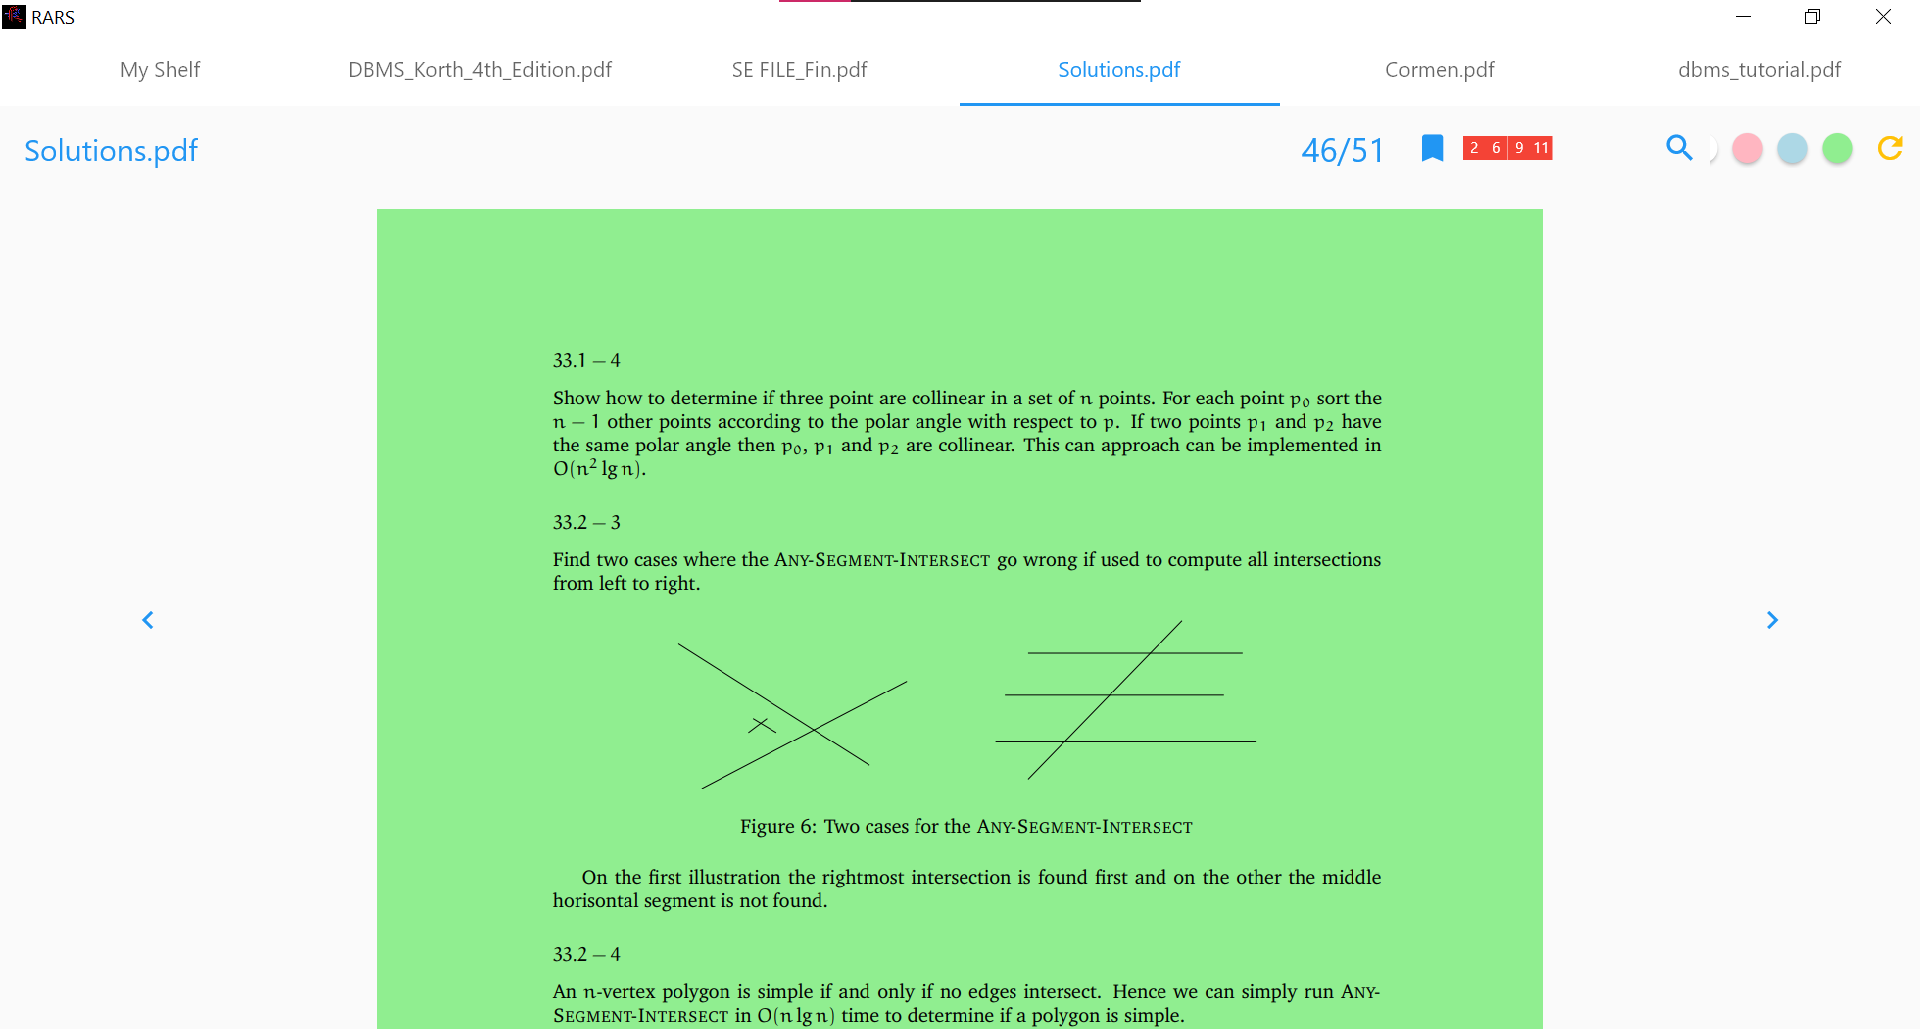 RARS
My Shelf
DBMS_Korth_4th_Edition.pdf
SE FILE_Fin.pdf
Solutions.pdf
Cormen.pdf
dbms_tutorial.pdf
Solutions.pdf
46/51
2 6 9 11
33.1 – 4
Show how to determine if three point are collinear in a set of n points. For each point p₀ sort the
n – 1 other points according to the polar angle with respect to p. If two points p₁ and p₂ have
the same polar angle then p₀, p₁ and p₂ are collinear. This can approach can be implemented in
O(n² lg n).
33.2 – 3
Find two cases where the ANY-SEGMENT-INTERSECT go wrong if used to compute all intersections
from left to right.
Figure 6: Two cases for the ANY-SEGMENT-INTERSECT
On the first illustration the rightmost intersection is found first and on the other the middle
horisontal segment is not found.
33.2 – 4
An n-vertex polygon is simple if and only if no edges intersect. Hence we can simply run ANY-
SEGMENT-INTERSECT in O(n lg n) time to determine if a polygon is simple.